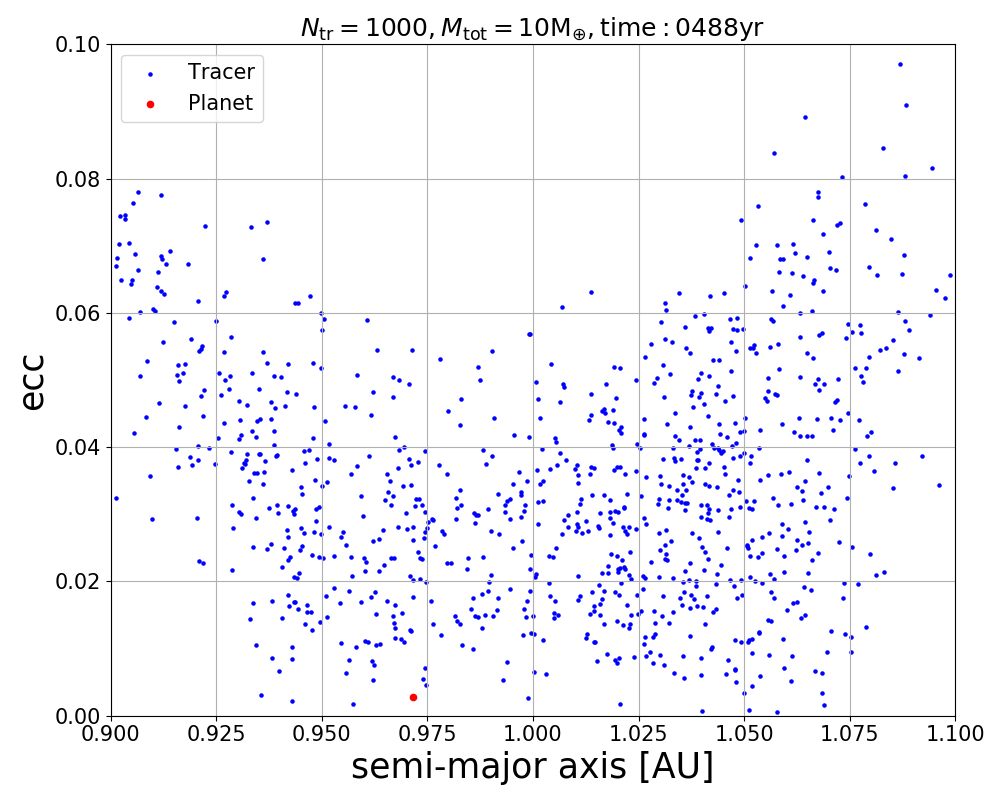 N_tr = 1000, M_tot = 10M_⊕, time : 0488yr
0.10
Tracer
Planet
0.08
0.06
0.04
0.02
0.00
ecc
0.900 0.925 0.950 0.975 1.000 1.025 1.050 1.075 1.100
semi-major axis [AU]